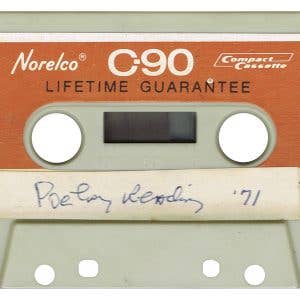 Norelco® C-90 Compact Cassette
LIFETIME GUARANTEE
Poetry Reading '71